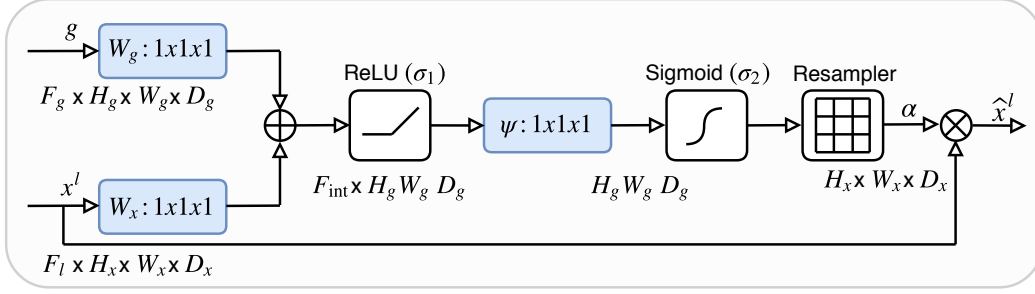 g
W_g : 1x1x1
F_g x H_g x W_g x D_g
ReLU (σ_1)
Sigmoid (σ_2)
Resampler
ψ : 1x1x1
α
x̂^l
F_int x H_g W_g D_g
H_g W_g D_g
H_x x W_x x D_x
x^l
W_x : 1x1x1
F_l x H_x x W_x x D_x